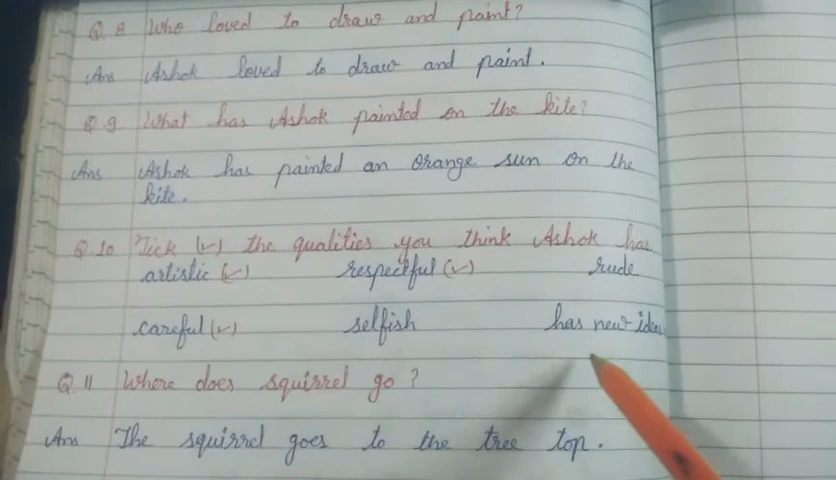 Q.8 Who loved to draw and paint?
Ans Ashok loved to draw and paint.
Q.9 What has Ashok painted on the kite?
Ans Ashok has painted an orange sun on the
kite.
Q.10 Tick (✓) the qualities you think Ashok has.
artistic (✓) respectful (✓) rude
careful (✓) selfish has new ideas
Q.11 Where does squirrel go?
Ans The squirrel goes to the tree top.